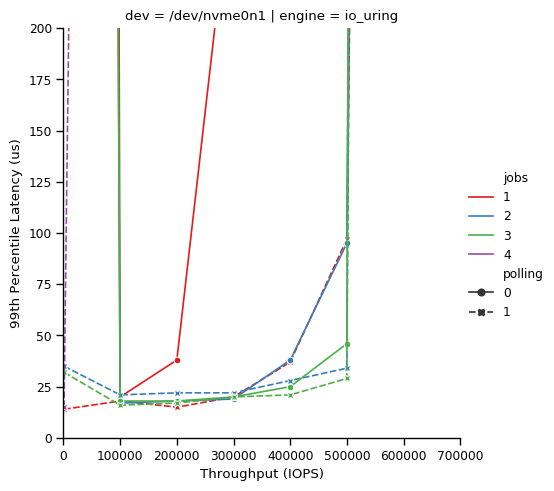 dev = /dev/nvme0n1 | engine = io_uring
200
175
150
125
100
75
50
25
0
99th Percentile Latency (us)
0 100000 200000 300000 400000 500000 600000 700000
Throughput (IOPS)
jobs
1
2
3
4
polling
0
1